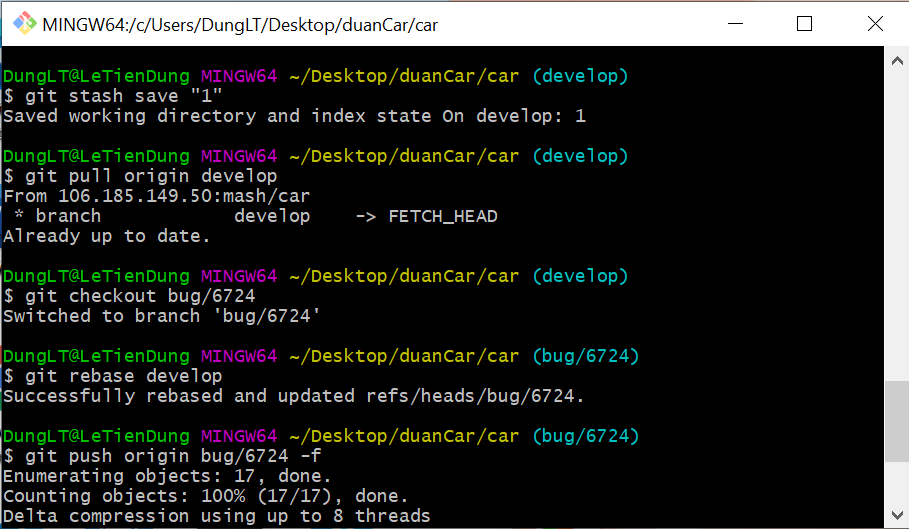 MINGW64:/c/Users/DungLT/Desktop/duanCar/car
DungLT@LeTienDung MINGW64 ~/Desktop/duanCar/car (develop)
$ git stash save "1"
Saved working directory and index state On develop: 1
DungLT@LeTienDung MINGW64 ~/Desktop/duanCar/car (develop)
$ git pull origin develop
From 106.185.149.50:mash/car
 * branch            develop    -> FETCH_HEAD
Already up to date.
DungLT@LeTienDung MINGW64 ~/Desktop/duanCar/car (develop)
$ git checkout bug/6724
Switched to branch 'bug/6724'
DungLT@LeTienDung MINGW64 ~/Desktop/duanCar/car (bug/6724)
$ git rebase develop
Successfully rebased and updated refs/heads/bug/6724.
DungLT@LeTienDung MINGW64 ~/Desktop/duanCar/car (bug/6724)
$ git push origin bug/6724 -f
Enumerating objects: 17, done.
Counting objects: 100% (17/17), done.
Delta compression using up to 8 threads